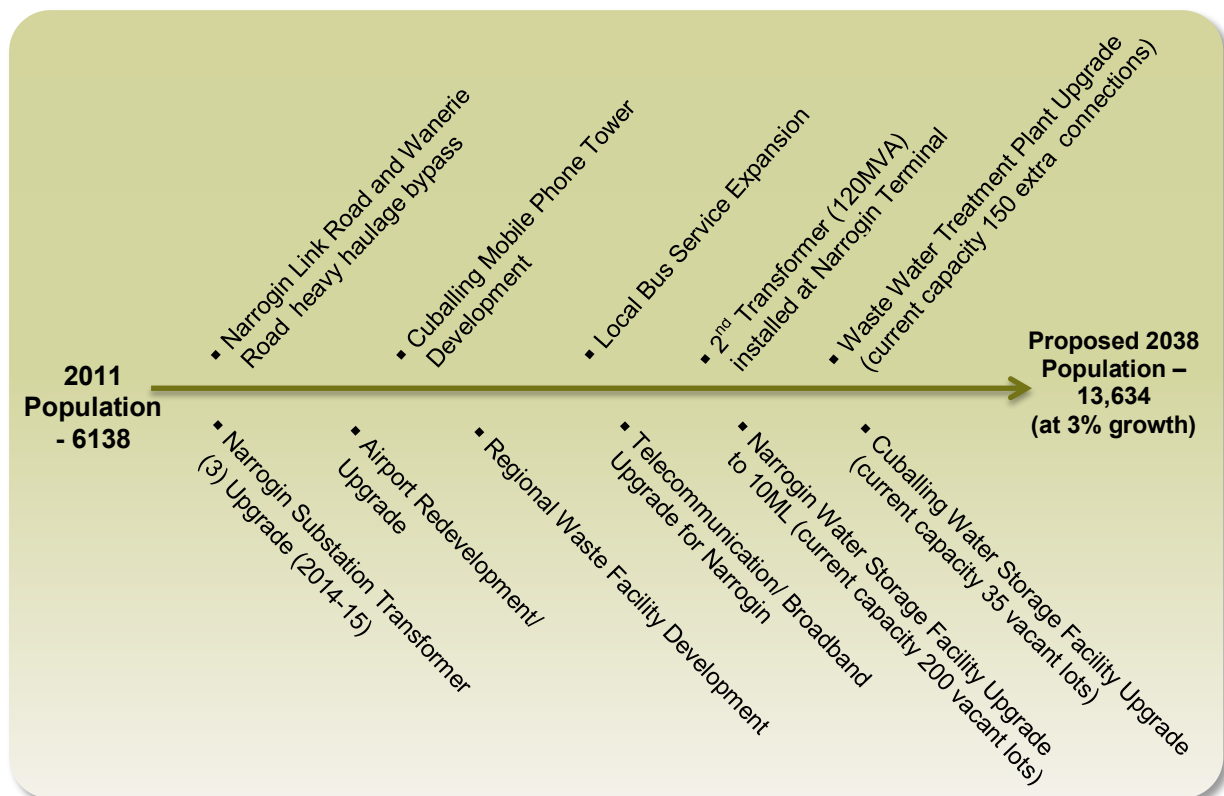 2011
Population
- 6138
▪ Narrogin Link Road and Wanerie
Road heavy haulage bypass
▪ Cuballing Mobile Phone Tower
Development
▪ Local Bus Service Expansion
▪ 2nd Transformer (120MVA)
installed at Narrogin Terminal
▪ Waste Water Treatment Plant Upgrade
(current capacity 150 extra connections)
▪ Narrogin Substation Transformer
(3) Upgrade (2014-15)
▪ Airport Redevelopment/
Upgrade
▪ Regional Waste Facility Development
▪ Telecommunication/ Broadband
Upgrade for Narrogin
▪ Narrogin Water Storage Facility Upgrade
to 10ML (current capacity 200 vacant lots)
▪ Cuballing Water Storage Facility Upgrade
(current capacity 35 vacant lots)
Proposed 2038
Population –
13,634
(at 3% growth)